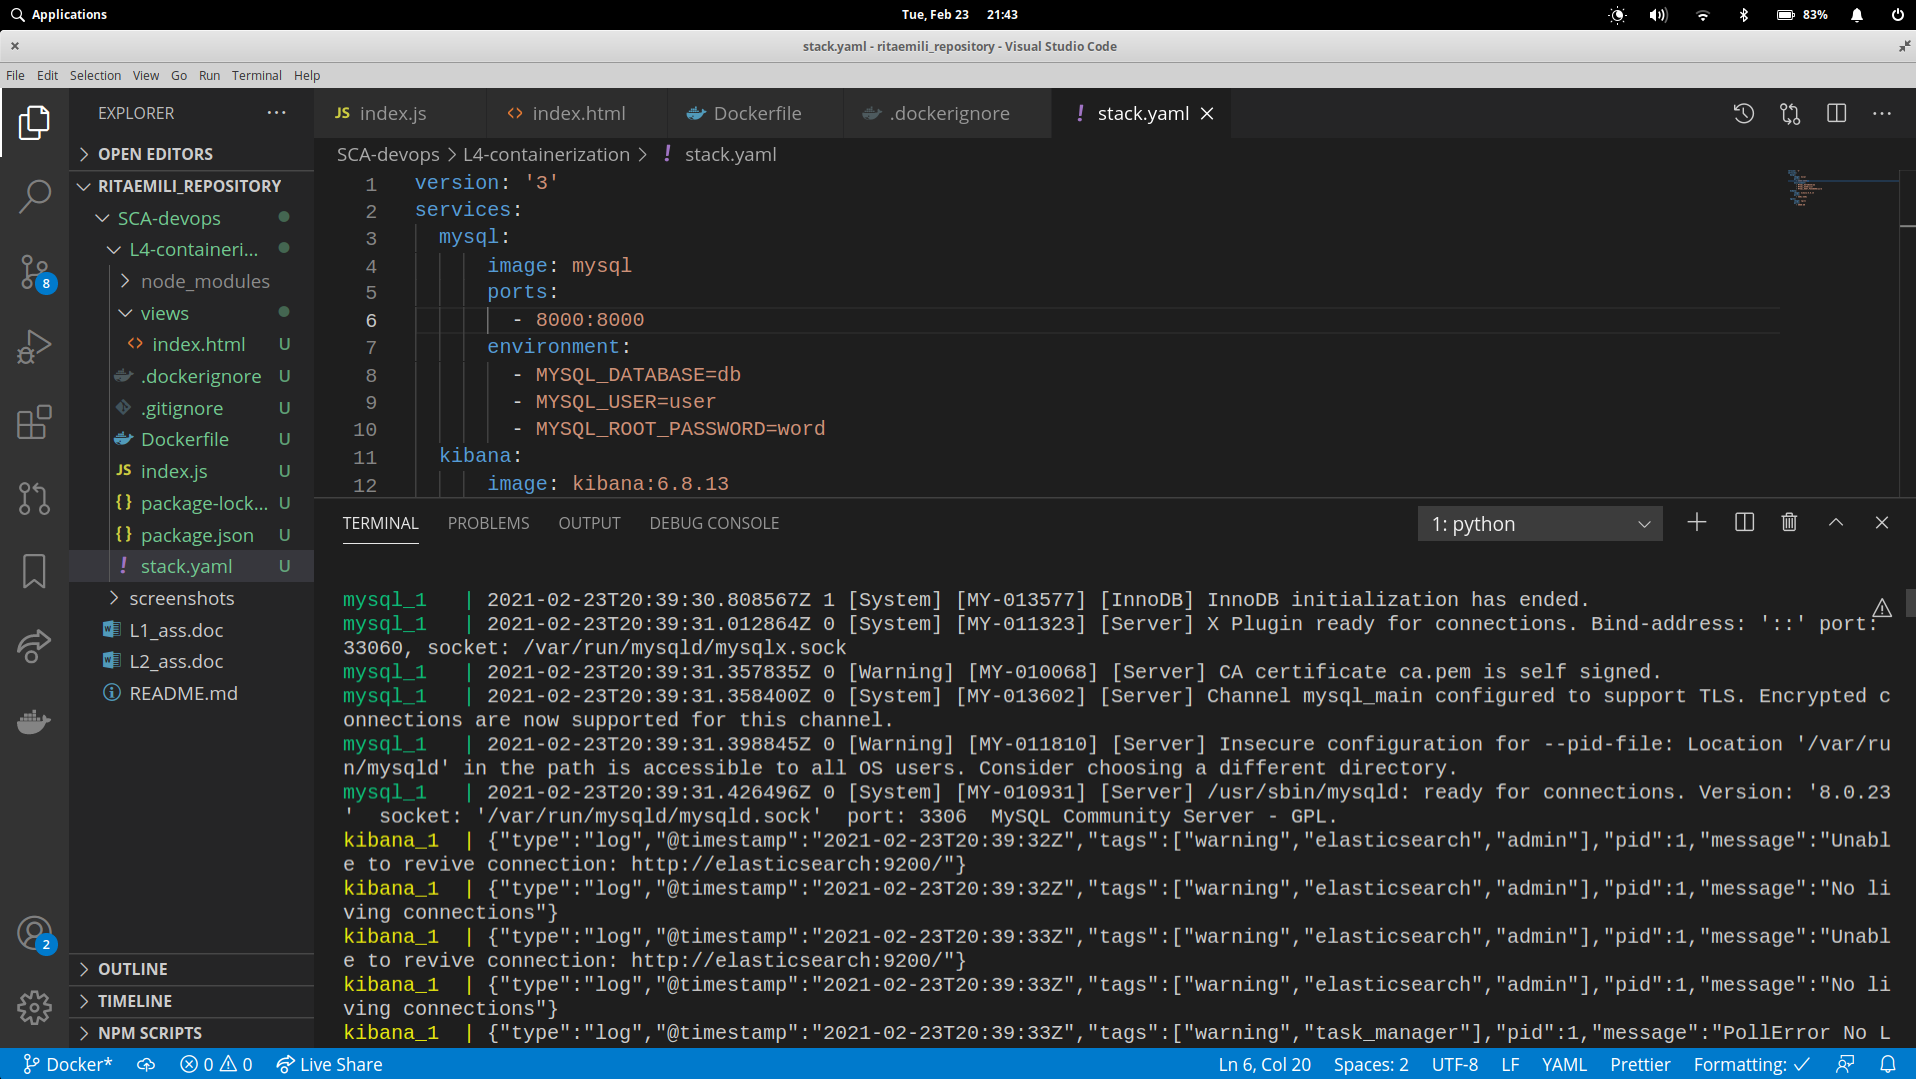 Applications
Tue, Feb 23 21:43
83%
stack.yaml - ritaemili_repository - Visual Studio Code
File Edit Selection View Go Run Terminal Help
EXPLORER
OPEN EDITORS
RITAEMILI_REPOSITORY
SCA-devops
L4-containeri...
node_modules
views
index.html U
.dockerignore U
.gitignore U
Dockerfile U
JS index.js U
{} package-lock... U
{} package.json U
! stack.yaml U
screenshots
L1_ass.doc
L2_ass.doc
README.md
OUTLINE
TIMELINE
NPM SCRIPTS
8
2
JS index.js
index.html
Dockerfile
.dockerignore
! stack.yaml
SCA-devops > L4-containerization > ! stack.yaml
1 version: '3'
2 services:
3 mysql:
4 image: mysql
5 ports:
6 - 8000:8000
7 environment:
8 - MYSQL_DATABASE=db
9 - MYSQL_USER=user
10 - MYSQL_ROOT_PASSWORD=word
11 kibana:
12 image: kibana:6.8.13
TERMINAL PROBLEMS OUTPUT DEBUG CONSOLE
1: python
mysql_1 | 2021-02-23T20:39:30.808567Z 1 [System] [MY-013577] [InnoDB] InnoDB initialization has ended.
mysql_1 | 2021-02-23T20:39:31.012864Z 0 [System] [MY-011323] [Server] X Plugin ready for connections. Bind-address: '::' port:
33060, socket: /var/run/mysqld/mysqlx.sock
mysql_1 | 2021-02-23T20:39:31.357835Z 0 [Warning] [MY-010068] [Server] CA certificate ca.pem is self signed.
mysql_1 | 2021-02-23T20:39:31.358400Z 0 [System] [MY-013602] [Server] Channel mysql_main configured to support TLS. Encrypted c
onnections are now supported for this channel.
mysql_1 | 2021-02-23T20:39:31.398845Z 0 [Warning] [MY-011810] [Server] Insecure configuration for --pid-file: Location '/var/ru
n/mysqld' in the path is accessible to all OS users. Consider choosing a different directory.
mysql_1 | 2021-02-23T20:39:31.426496Z 0 [System] [MY-010931] [Server] /usr/sbin/mysqld: ready for connections. Version: '8.0.23
' socket: '/var/run/mysqld/mysqld.sock' port: 3306 MySQL Community Server - GPL.
kibana_1 | {"type":"log","@timestamp":"2021-02-23T20:39:32Z","tags":["warning","elasticsearch","admin"],"pid":1,"message":"Unabl
e to revive connection: http://elasticsearch:9200/"}
kibana_1 | {"type":"log","@timestamp":"2021-02-23T20:39:32Z","tags":["warning","elasticsearch","admin"],"pid":1,"message":"No li
ving connections"}
kibana_1 | {"type":"log","@timestamp":"2021-02-23T20:39:33Z","tags":["warning","elasticsearch","admin"],"pid":1,"message":"Unabl
e to revive connection: http://elasticsearch:9200/"}
kibana_1 | {"type":"log","@timestamp":"2021-02-23T20:39:33Z","tags":["warning","elasticsearch","admin"],"pid":1,"message":"No li
ving connections"}
kibana_1 | {"type":"log","@timestamp":"2021-02-23T20:39:33Z","tags":["warning","task_manager"],"pid":1,"message":"PollError No L
Docker* 0 0 Live Share Ln 6, Col 20 Spaces: 2 UTF-8 LF YAML Prettier Formatting: ✓